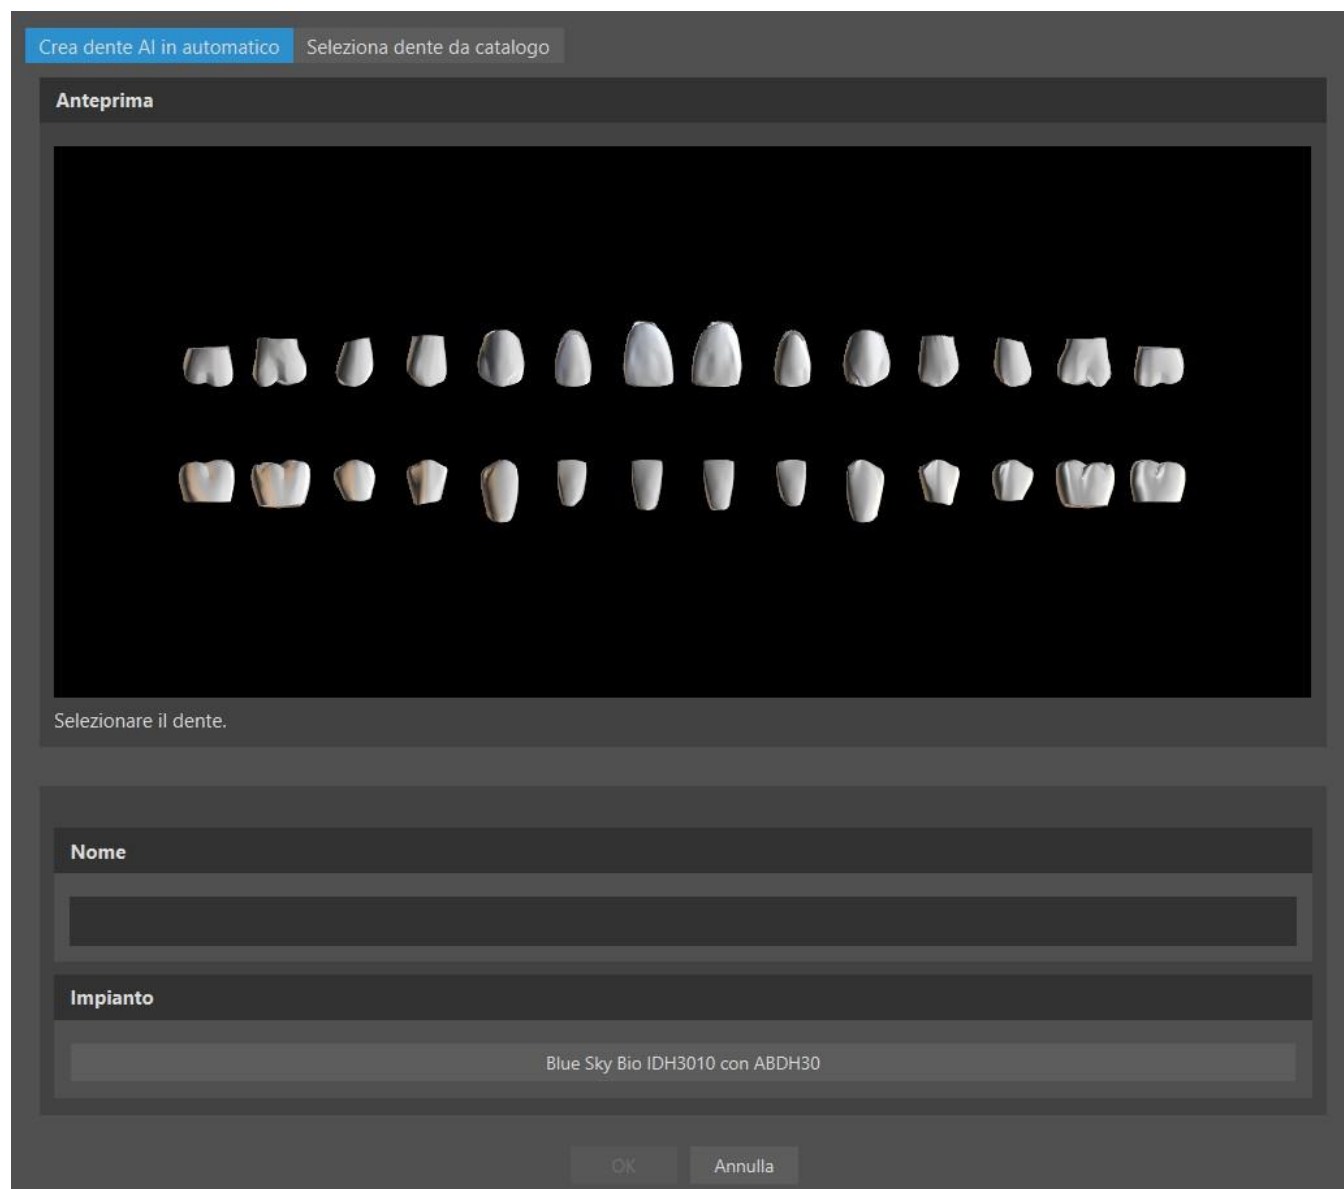 Crea dente AI in automatico Seleziona dente da catalogo
Anteprima
Selezionare il dente.
Nome
Impianto
Blue Sky Bio IDH3010 con ABDH30
OK Annulla